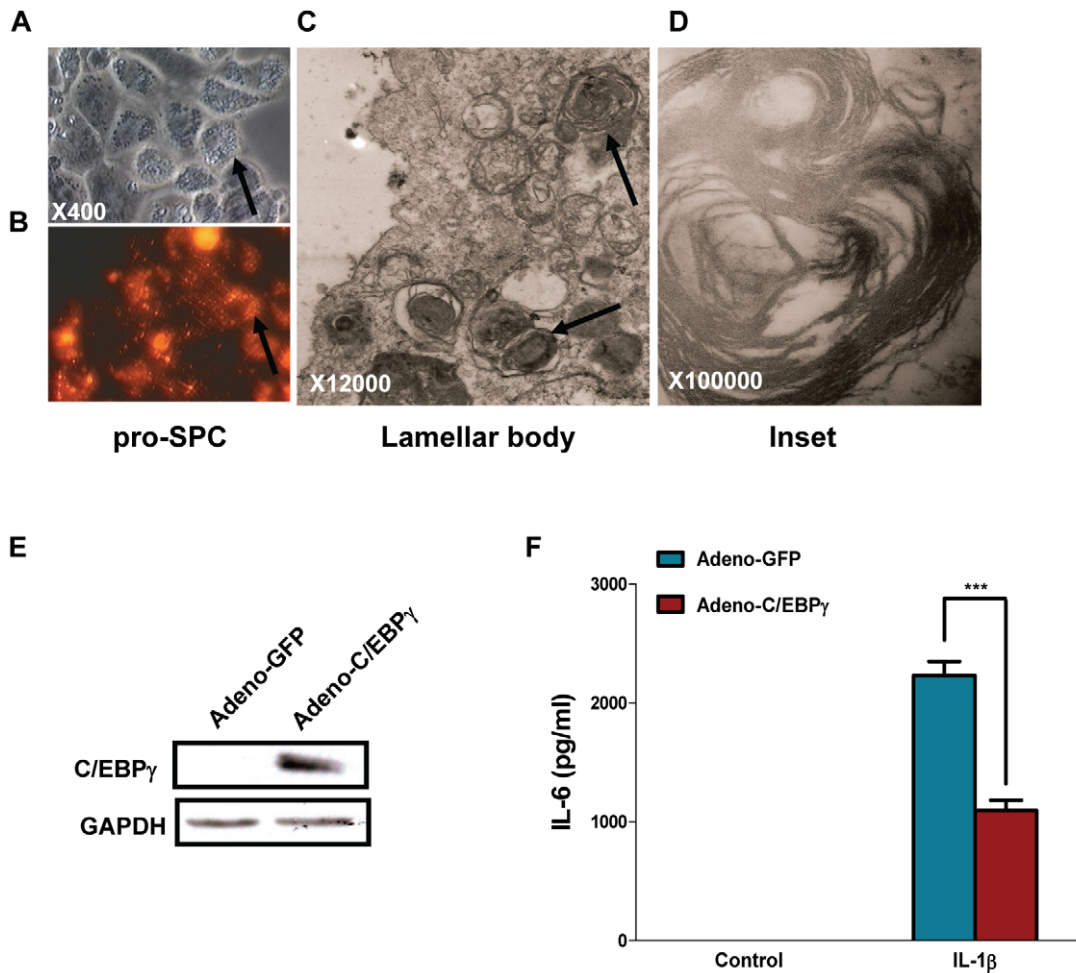 A
C
D
X400
B
X12000
X100000
pro-SPC
Lamellar body
Inset
E
Adeno-GFP
Adeno-C/EBPγ
C/EBPγ
GAPDH
F
Adeno-GFP
Adeno-C/EBPγ
3000
***
2000
IL-6 (pg/ml)
1000
0
Control
IL-1β